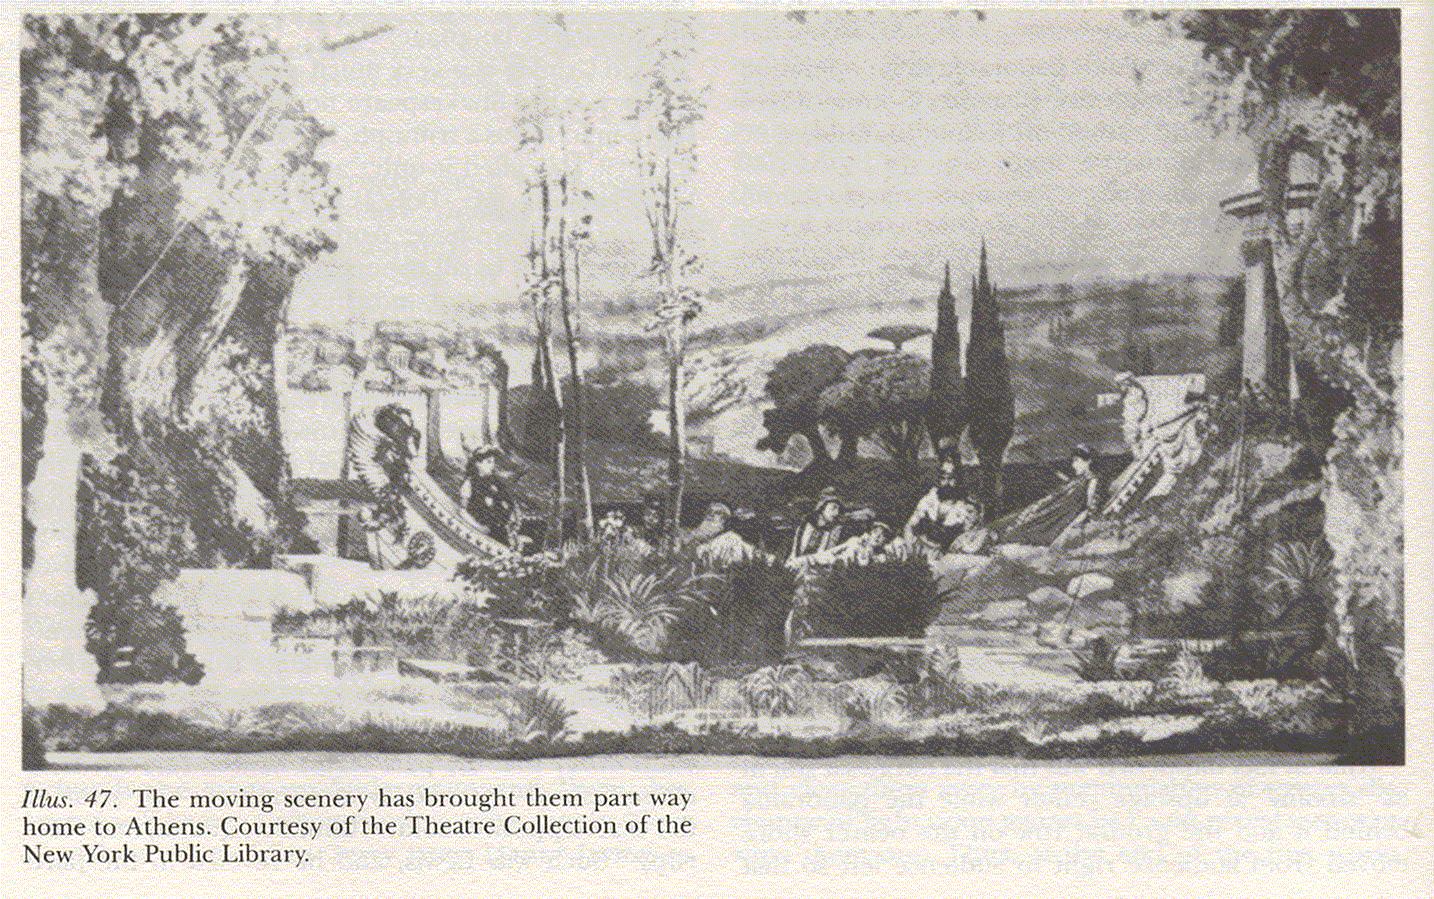 Illus. 47. The moving scenery has brought them part way
home to Athens. Courtesy of the Theatre Collection of the
New York Public Library.